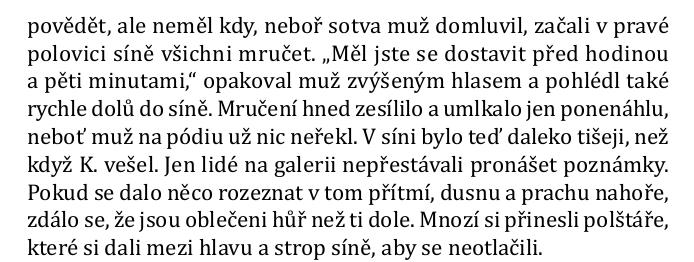 povědět, ale neměl kdy, neboř sotva muž domluvil, začali v pravé
polovici síně všichni mručet. „Měl jste se dostavit před hodinou
a pěti minutami,“ opakoval muž zvýšeným hlasem a pohlédl také
rychle dolů do síně. Mručení hned zesílilo a umlkalo jen ponenáhlu,
neboť muž na pódiu už nic neřekl. V síni bylo teď daleko tišeji, než
když K. vešel. Jen lidé na galerii nepřestávali pronášet poznámky.
Pokud se dalo něco rozeznat v tom přítmí, dusnu a prachu nahoře,
zdálo se, že jsou oblečeni hůř než ti dole. Mnozí si přinesli polštáře,
které si dali mezi hlavu a strop síně, aby se neotlačili.